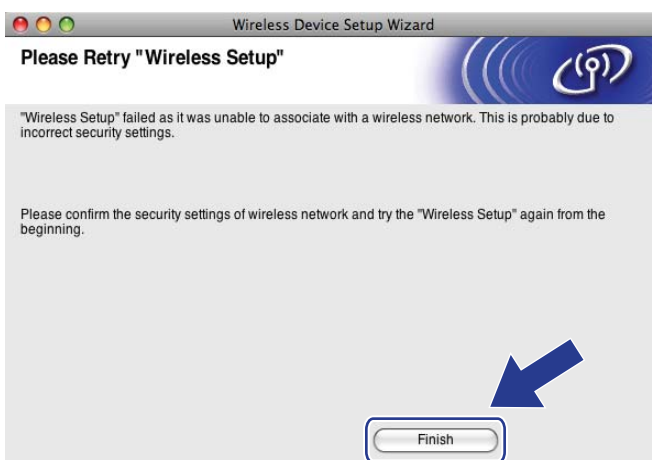 Wireless Device Setup Wizard
Please Retry "Wireless Setup"
"Wireless Setup" failed as it was unable to associate with a wireless network. This is probably due to
incorrect security settings.
Please confirm the security settings of wireless network and try the "Wireless Setup" again from the
beginning.
Finish